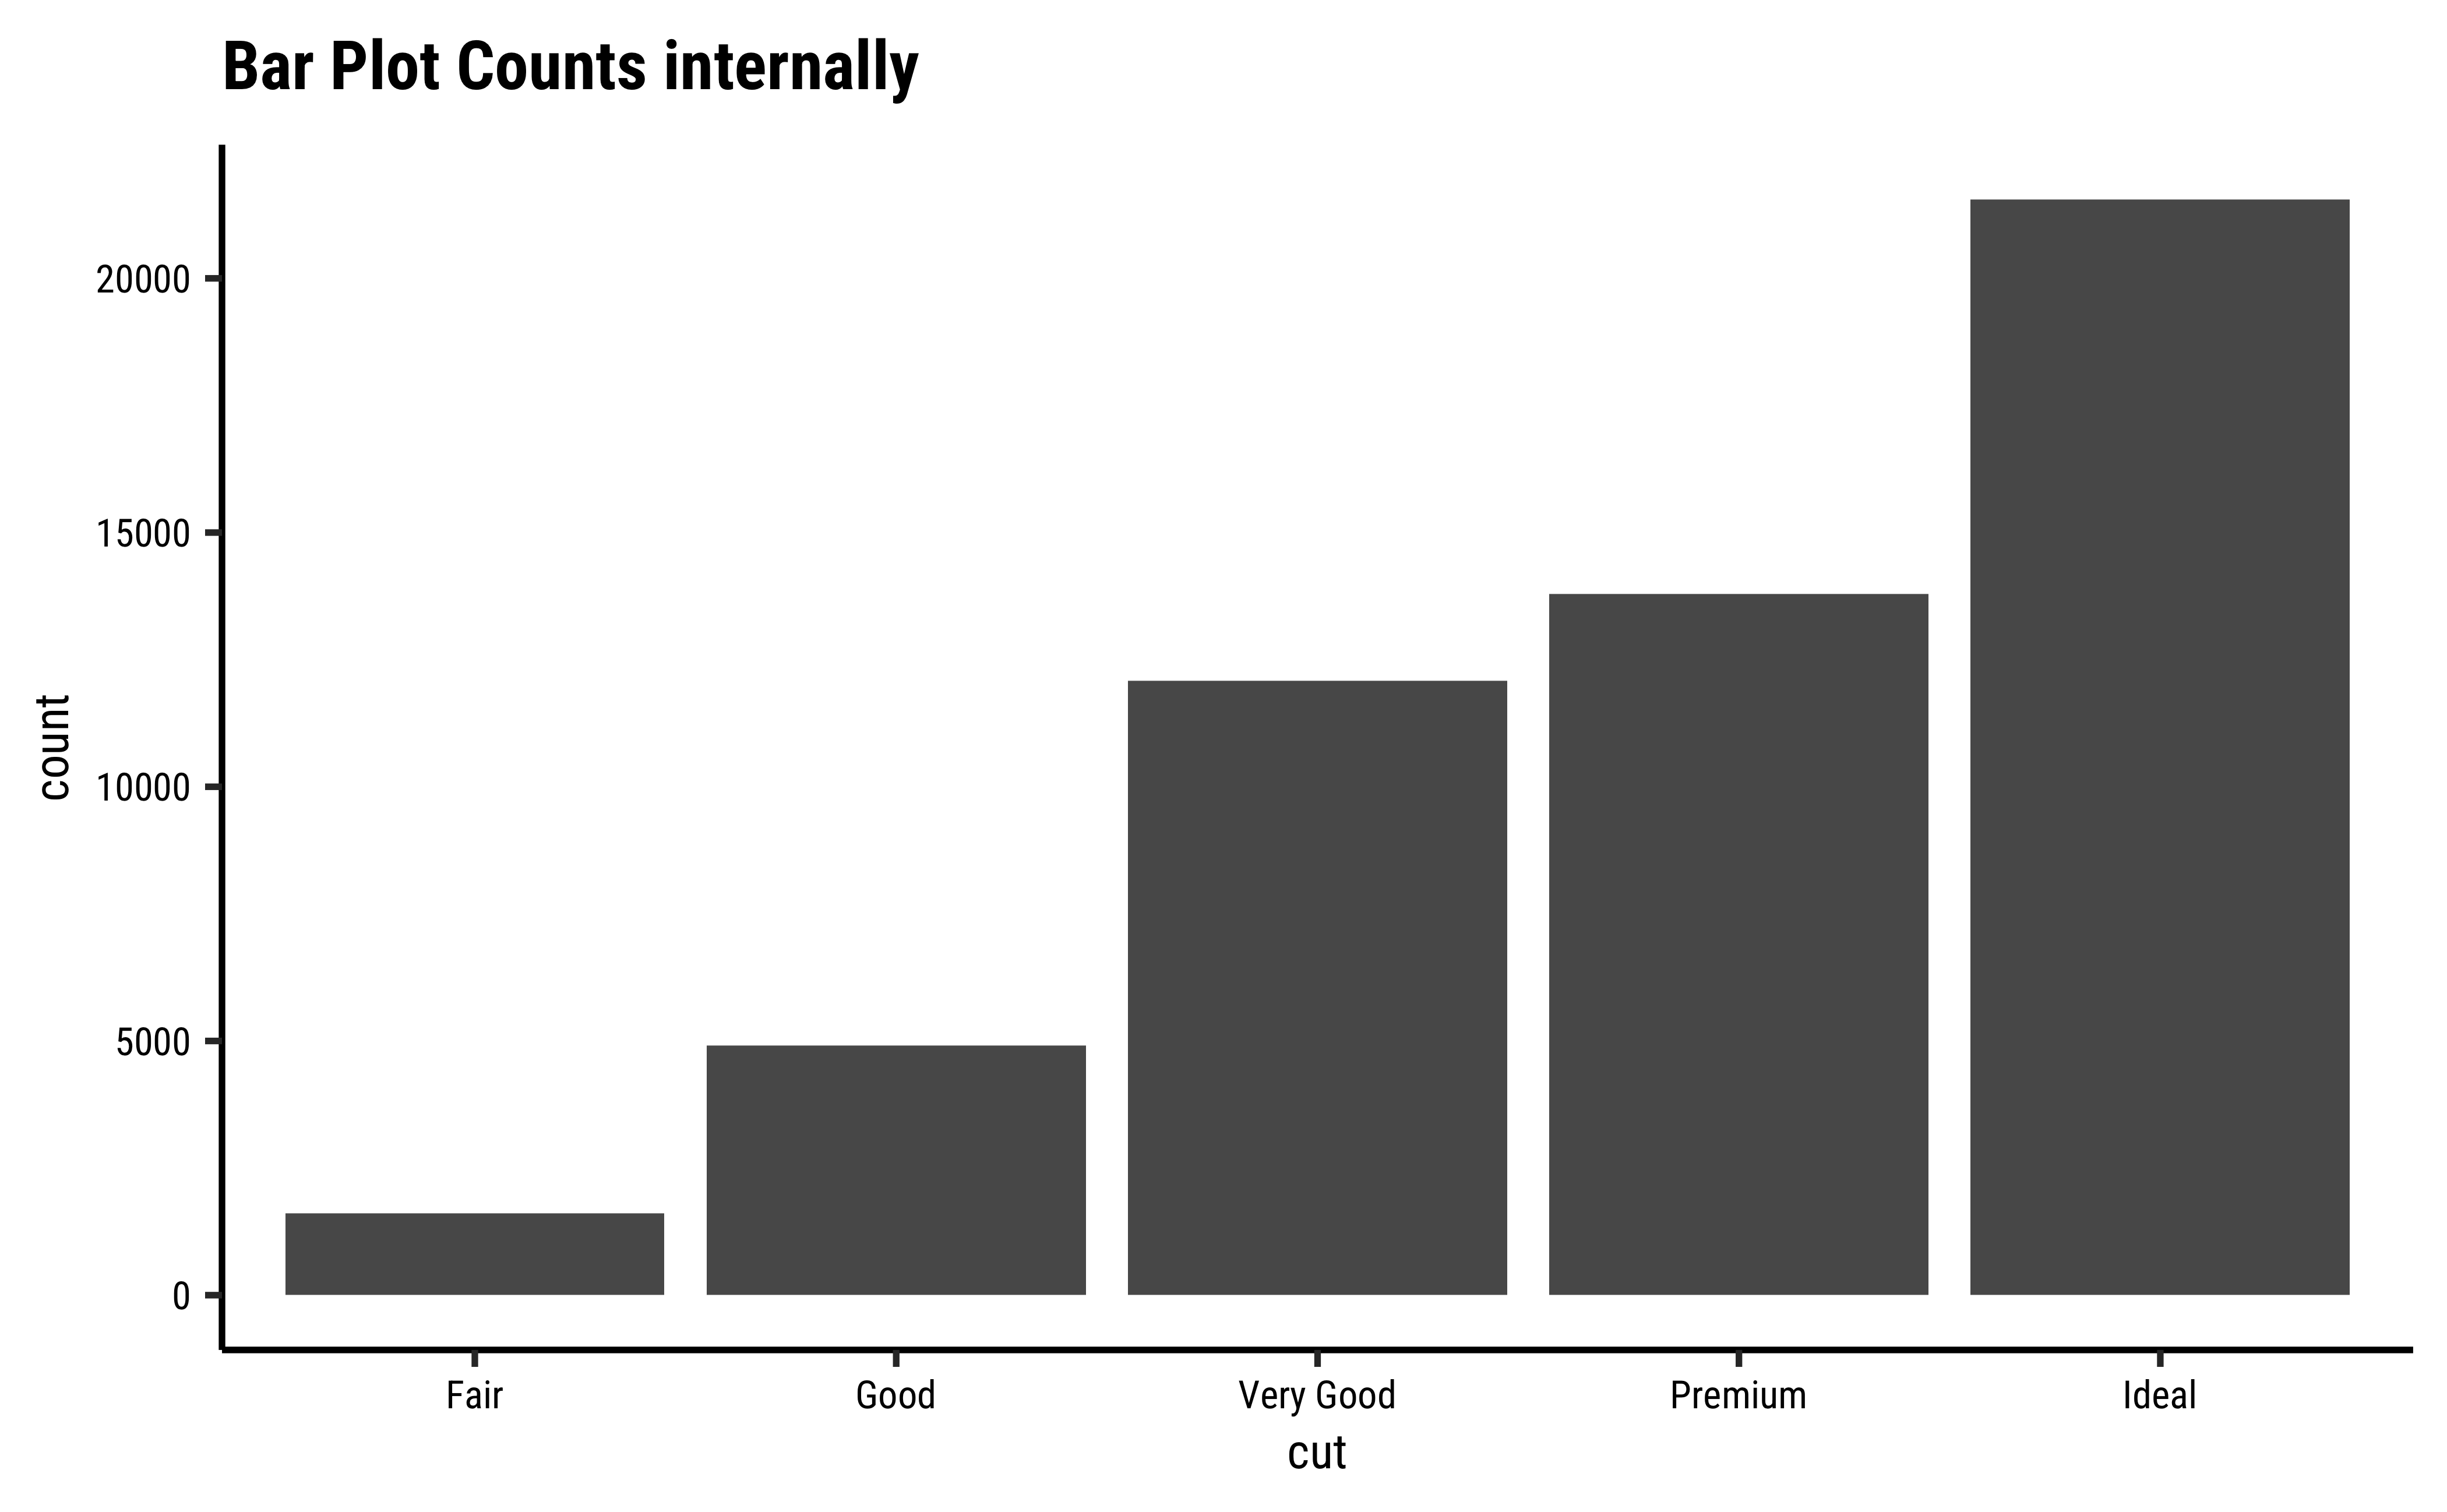 Bar Plot Counts internally
count
20000
15000
10000
5000
0
Fair Good Very Good Premium Ideal
cut